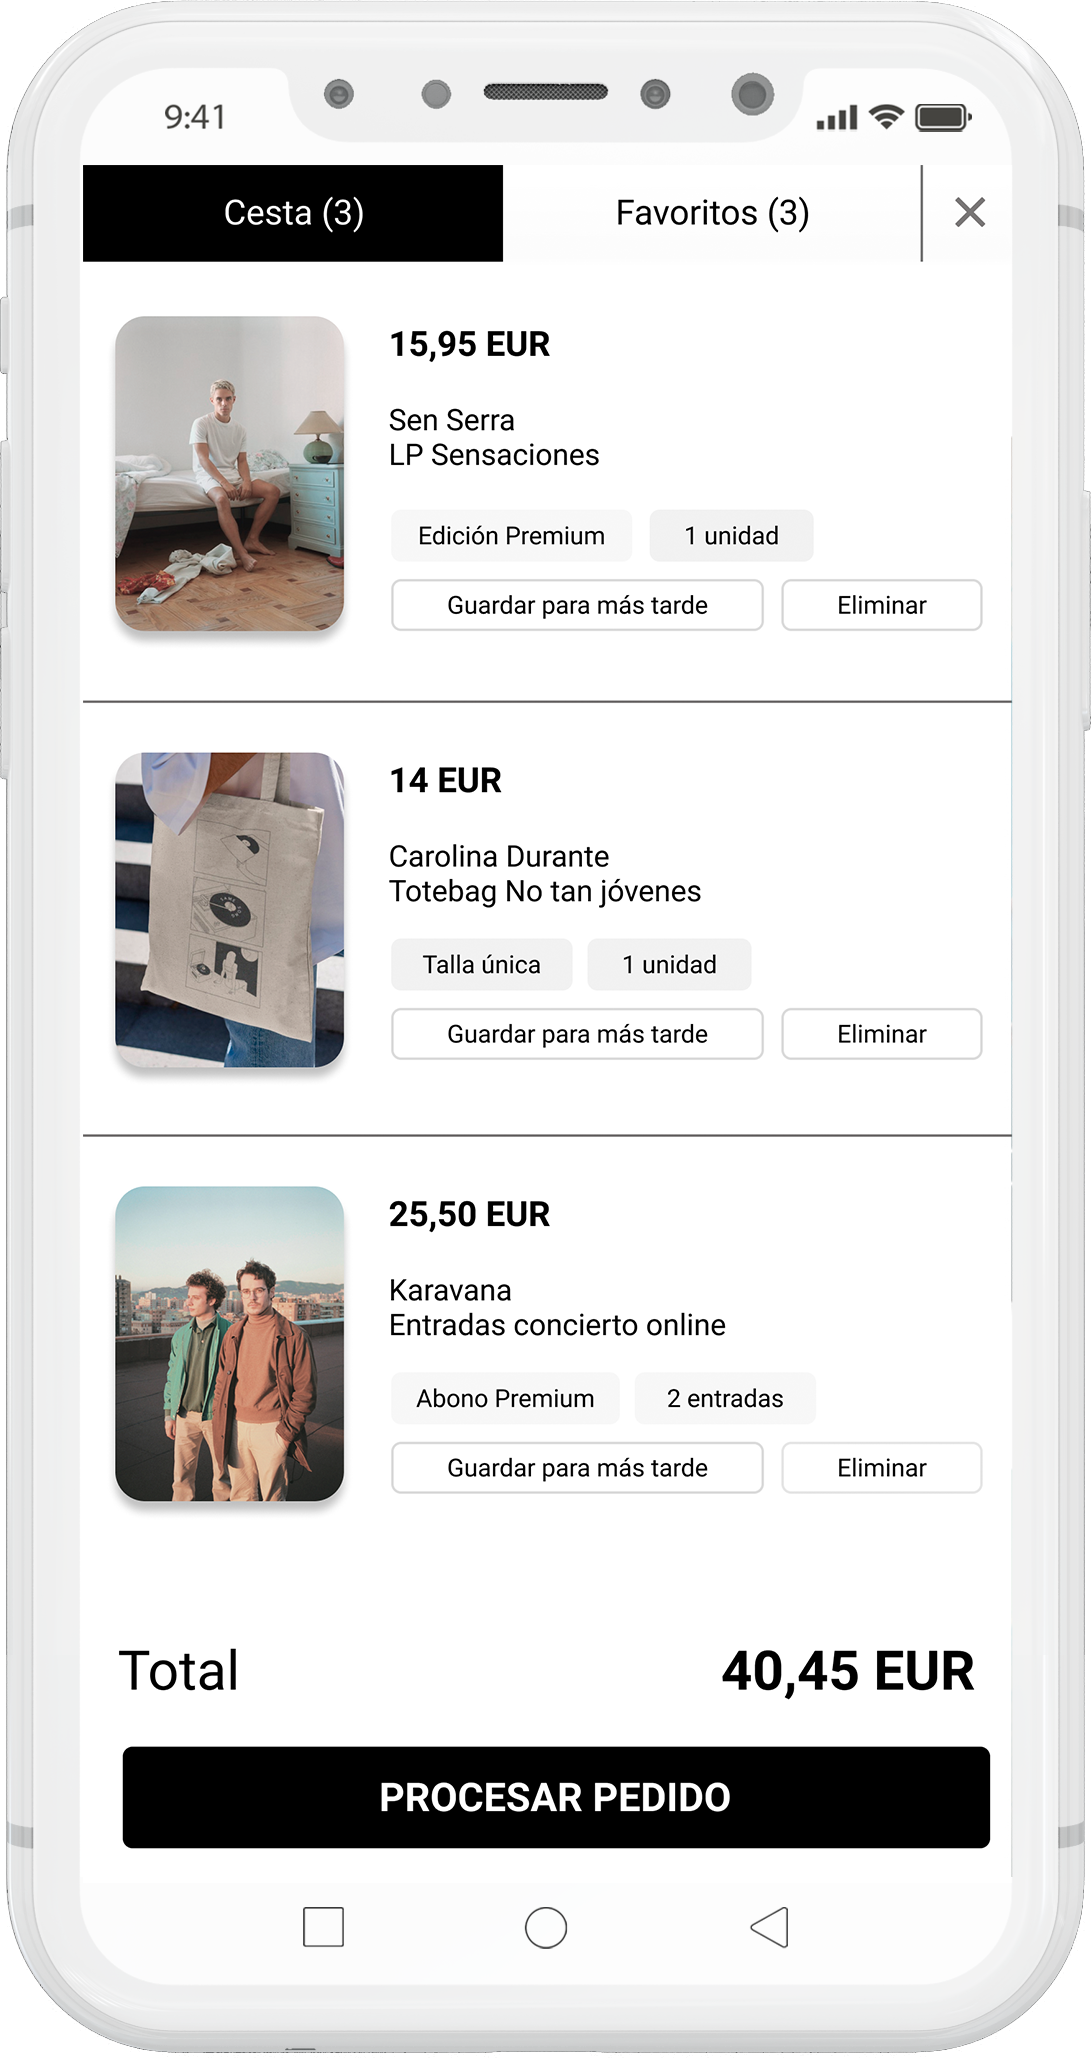 9:41
Cesta (3)
Favoritos (3)
15,95 EUR
Sen Serra
LP Sensaciones
Edición Premium
1 unidad
Guardar para más tarde
Eliminar
14 EUR
Carolina Durante
Totebag No tan jóvenes
Talla única
1 unidad
Guardar para más tarde
Eliminar
25,50 EUR
Karavana
Entradas concierto online
Abono Premium
2 entradas
Guardar para más tarde
Eliminar
Total
40,45 EUR
PROCESAR PEDIDO